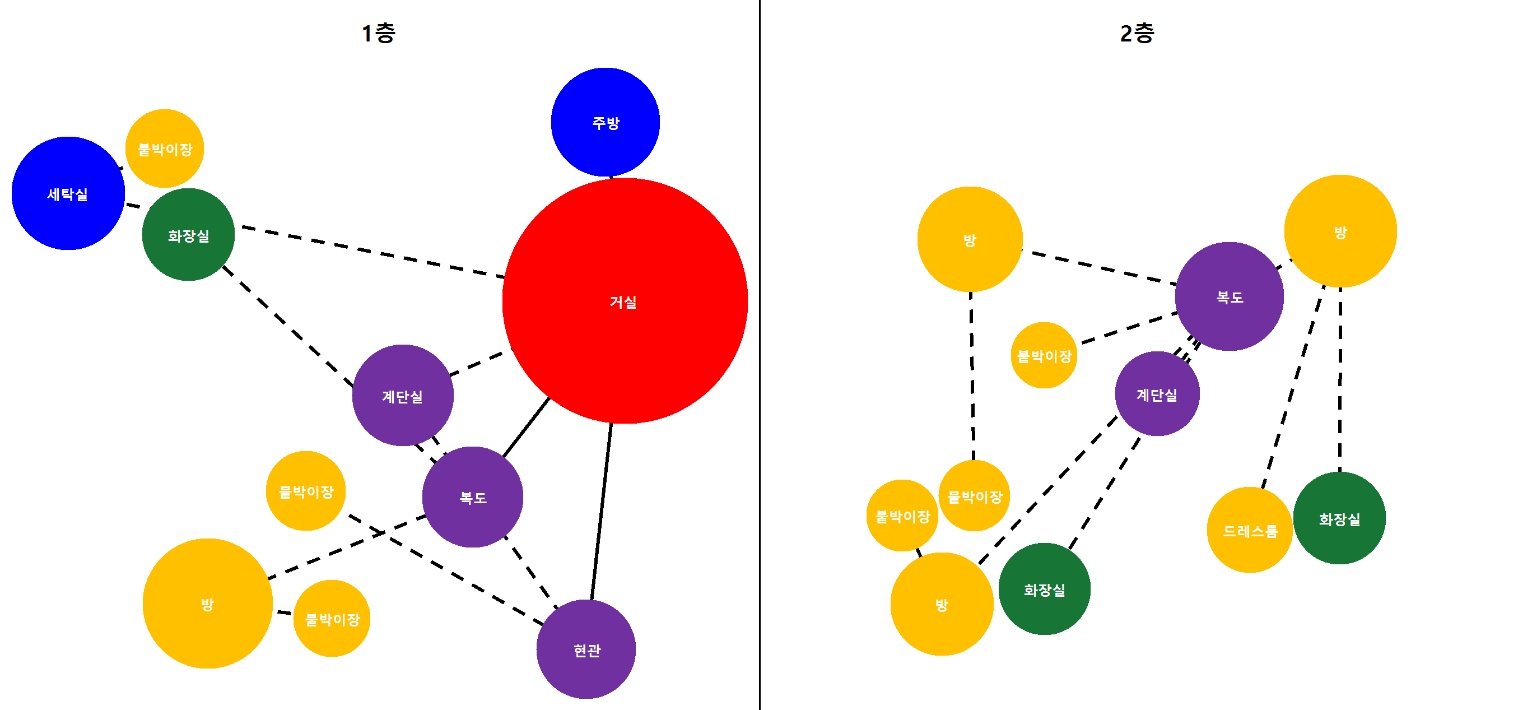 1층
주방
붙박이장
세탁실
화장실
거실
계단실
붙박이장
복도
방
붙박이장
현관
2층
방
방
복도
붙박이장
계단실
붙박이장
붙박이장
드레스룸
화장실
화장실
방